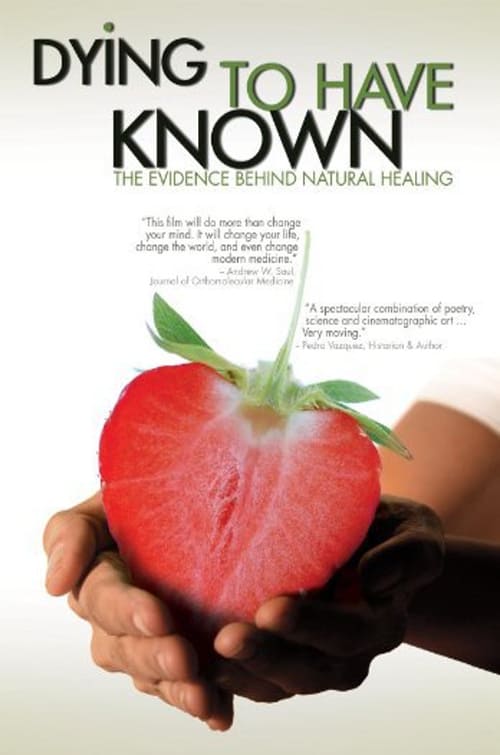 DYiNG
TO HAVE
KNOWN
THE EVIDENCE BEHIND NATURAL HEALING
"This film will do more than change
your mind. It will change your life,
change the world, and even change
modern medicine."
– Andrew W. Saul,
Journal of Orthomolecular Medicine
"A spectacular combination of poetry,
science and cinematographic art ...
Very moving."
- Pedro Vazquez, Historian & Author